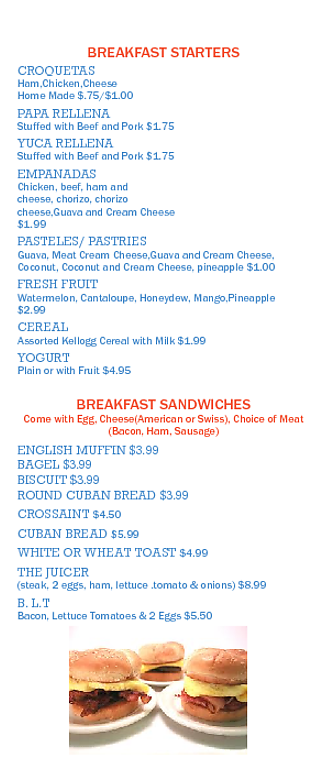 BREAKFAST STARTERS
CROQUETAS
Ham,Chicken,Cheese
Home Made $.75/$1.00
PAPA RELLENA
Stuffed with Beef and Pork $1.75
YUCA RELLENA
Stuffed with Beef and Pork $1.75
EMPANADAS
Chicken, beef, ham and
cheese, chorizo, chorizo
cheese,Guava and Cream Cheese
$1.99
PASTELES/ PASTRIES
Guava, Meat Cream Cheese,Guava and Cream Cheese,
Coconut, Coconut and Cream Cheese, pineapple $1.00
FRESH FRUIT
Watermelon, Cantaloupe, Honeydew, Mango,Pineapple
$2.99
CEREAL
Assorted Kellogg Cereal with Milk $1.99
YOGURT
Plain or with Fruit $4.95
BREAKFAST SANDWICHES
Come with Egg, Cheese(American or Swiss), Choice of Meat
(Bacon, Ham, Sausage)
ENGLISH MUFFIN $3.99
BAGEL $3.99
BISCUIT $3.99
ROUND CUBAN BREAD $3.99
CROSSAINT $4.50
CUBAN BREAD $5.99
WHITE OR WHEAT TOAST $4.99
THE JUICER
(steak, 2 eggs, ham, lettuce .tomato & onions) $8.99
B. L.T
Bacon, Lettuce Tomatoes & 2 Eggs $5.50